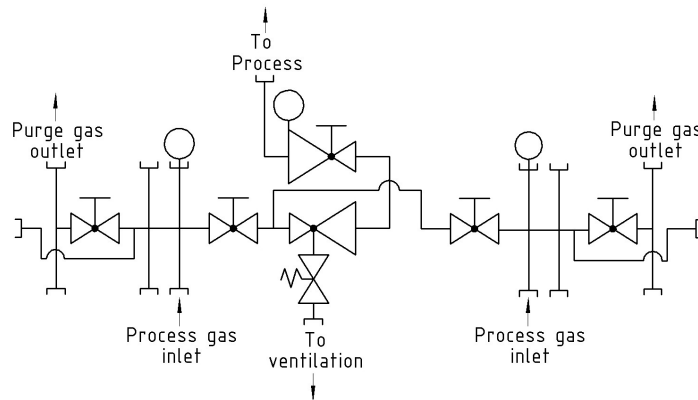 To
Process
Purge gas
outlet
Purge gas
outlet
Process gas
inlet
To
ventilation
Process gas
inlet